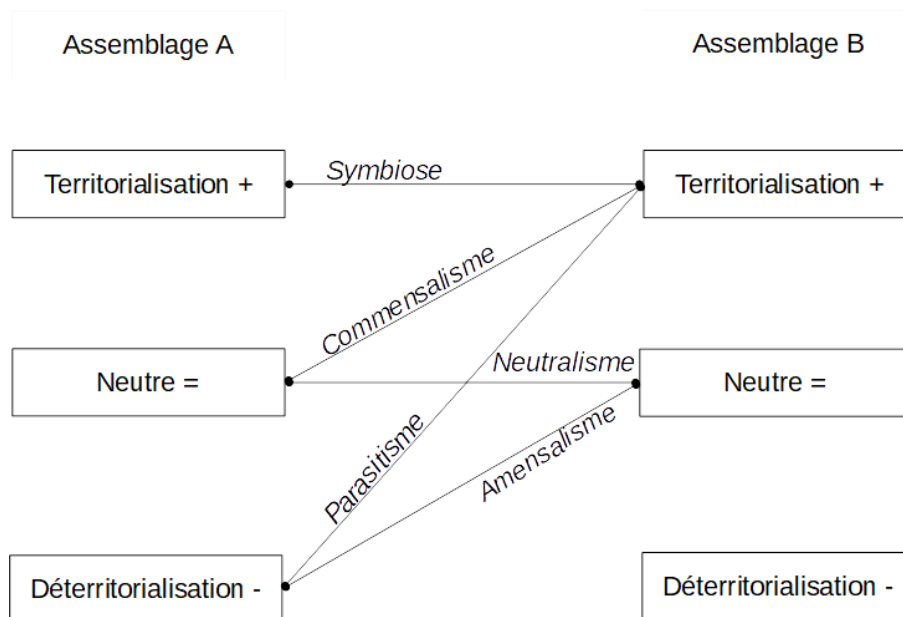 Assemblage A
Assemblage B
Territorialisation +
Symbiose
Territorialisation +
Commensalisme
Neutre =
Neutralisme
Neutre =
Parasitisme
Amensalisme
Déterritorialisation -
Déterritorialisation -